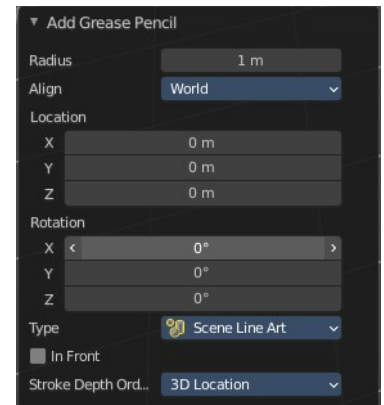 Add Grease Pencil
Radius 1 m
Align World
Location
X 0 m
Y 0 m
Z 0 m
Rotation
X 0°
Y 0°
Z 0°
Type Scene Line Art
In Front
Stroke Depth Ord... 3D Location